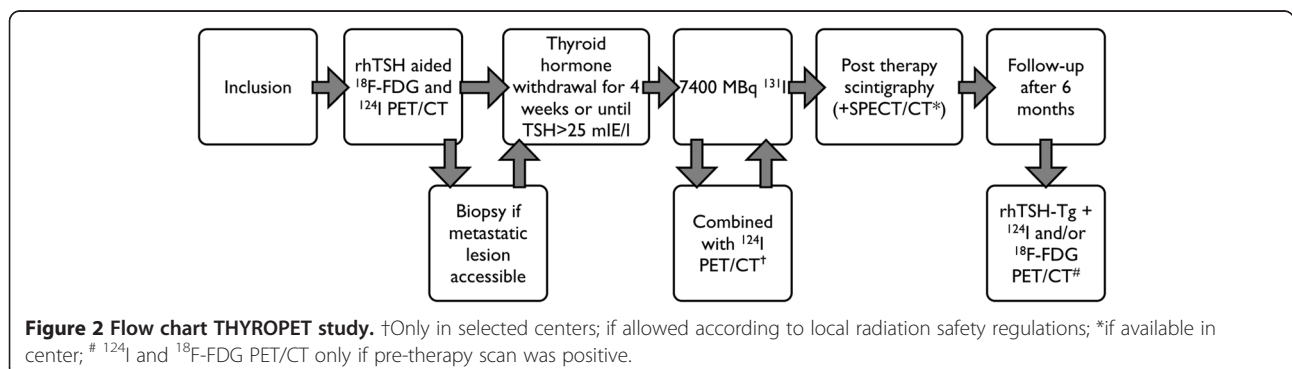 Inclusion
rhTSH aided
¹⁸F-FDG and
¹²⁴I PET/CT
Thyroid
hormone
withdrawal for 4
weeks or until
TSH>25 mIE/l
7400 MBq ¹³¹I
Post therapy
scintigraphy
(+SPECT/CT*)
Follow-up
after 6
months
Biopsy if
metastatic
lesion
accessible
Combined
with ¹²⁴I
PET/CT†
rhTSH-Tg +
¹²⁴I and/or
¹⁸F-FDG
PET/CT#
Figure 2 Flow chart THYROPET study. †Only in selected centers; if allowed according to local radiation safety regulations; *if available in
center; # ¹²⁴I and ¹⁸F-FDG PET/CT only if pre-therapy scan was positive.